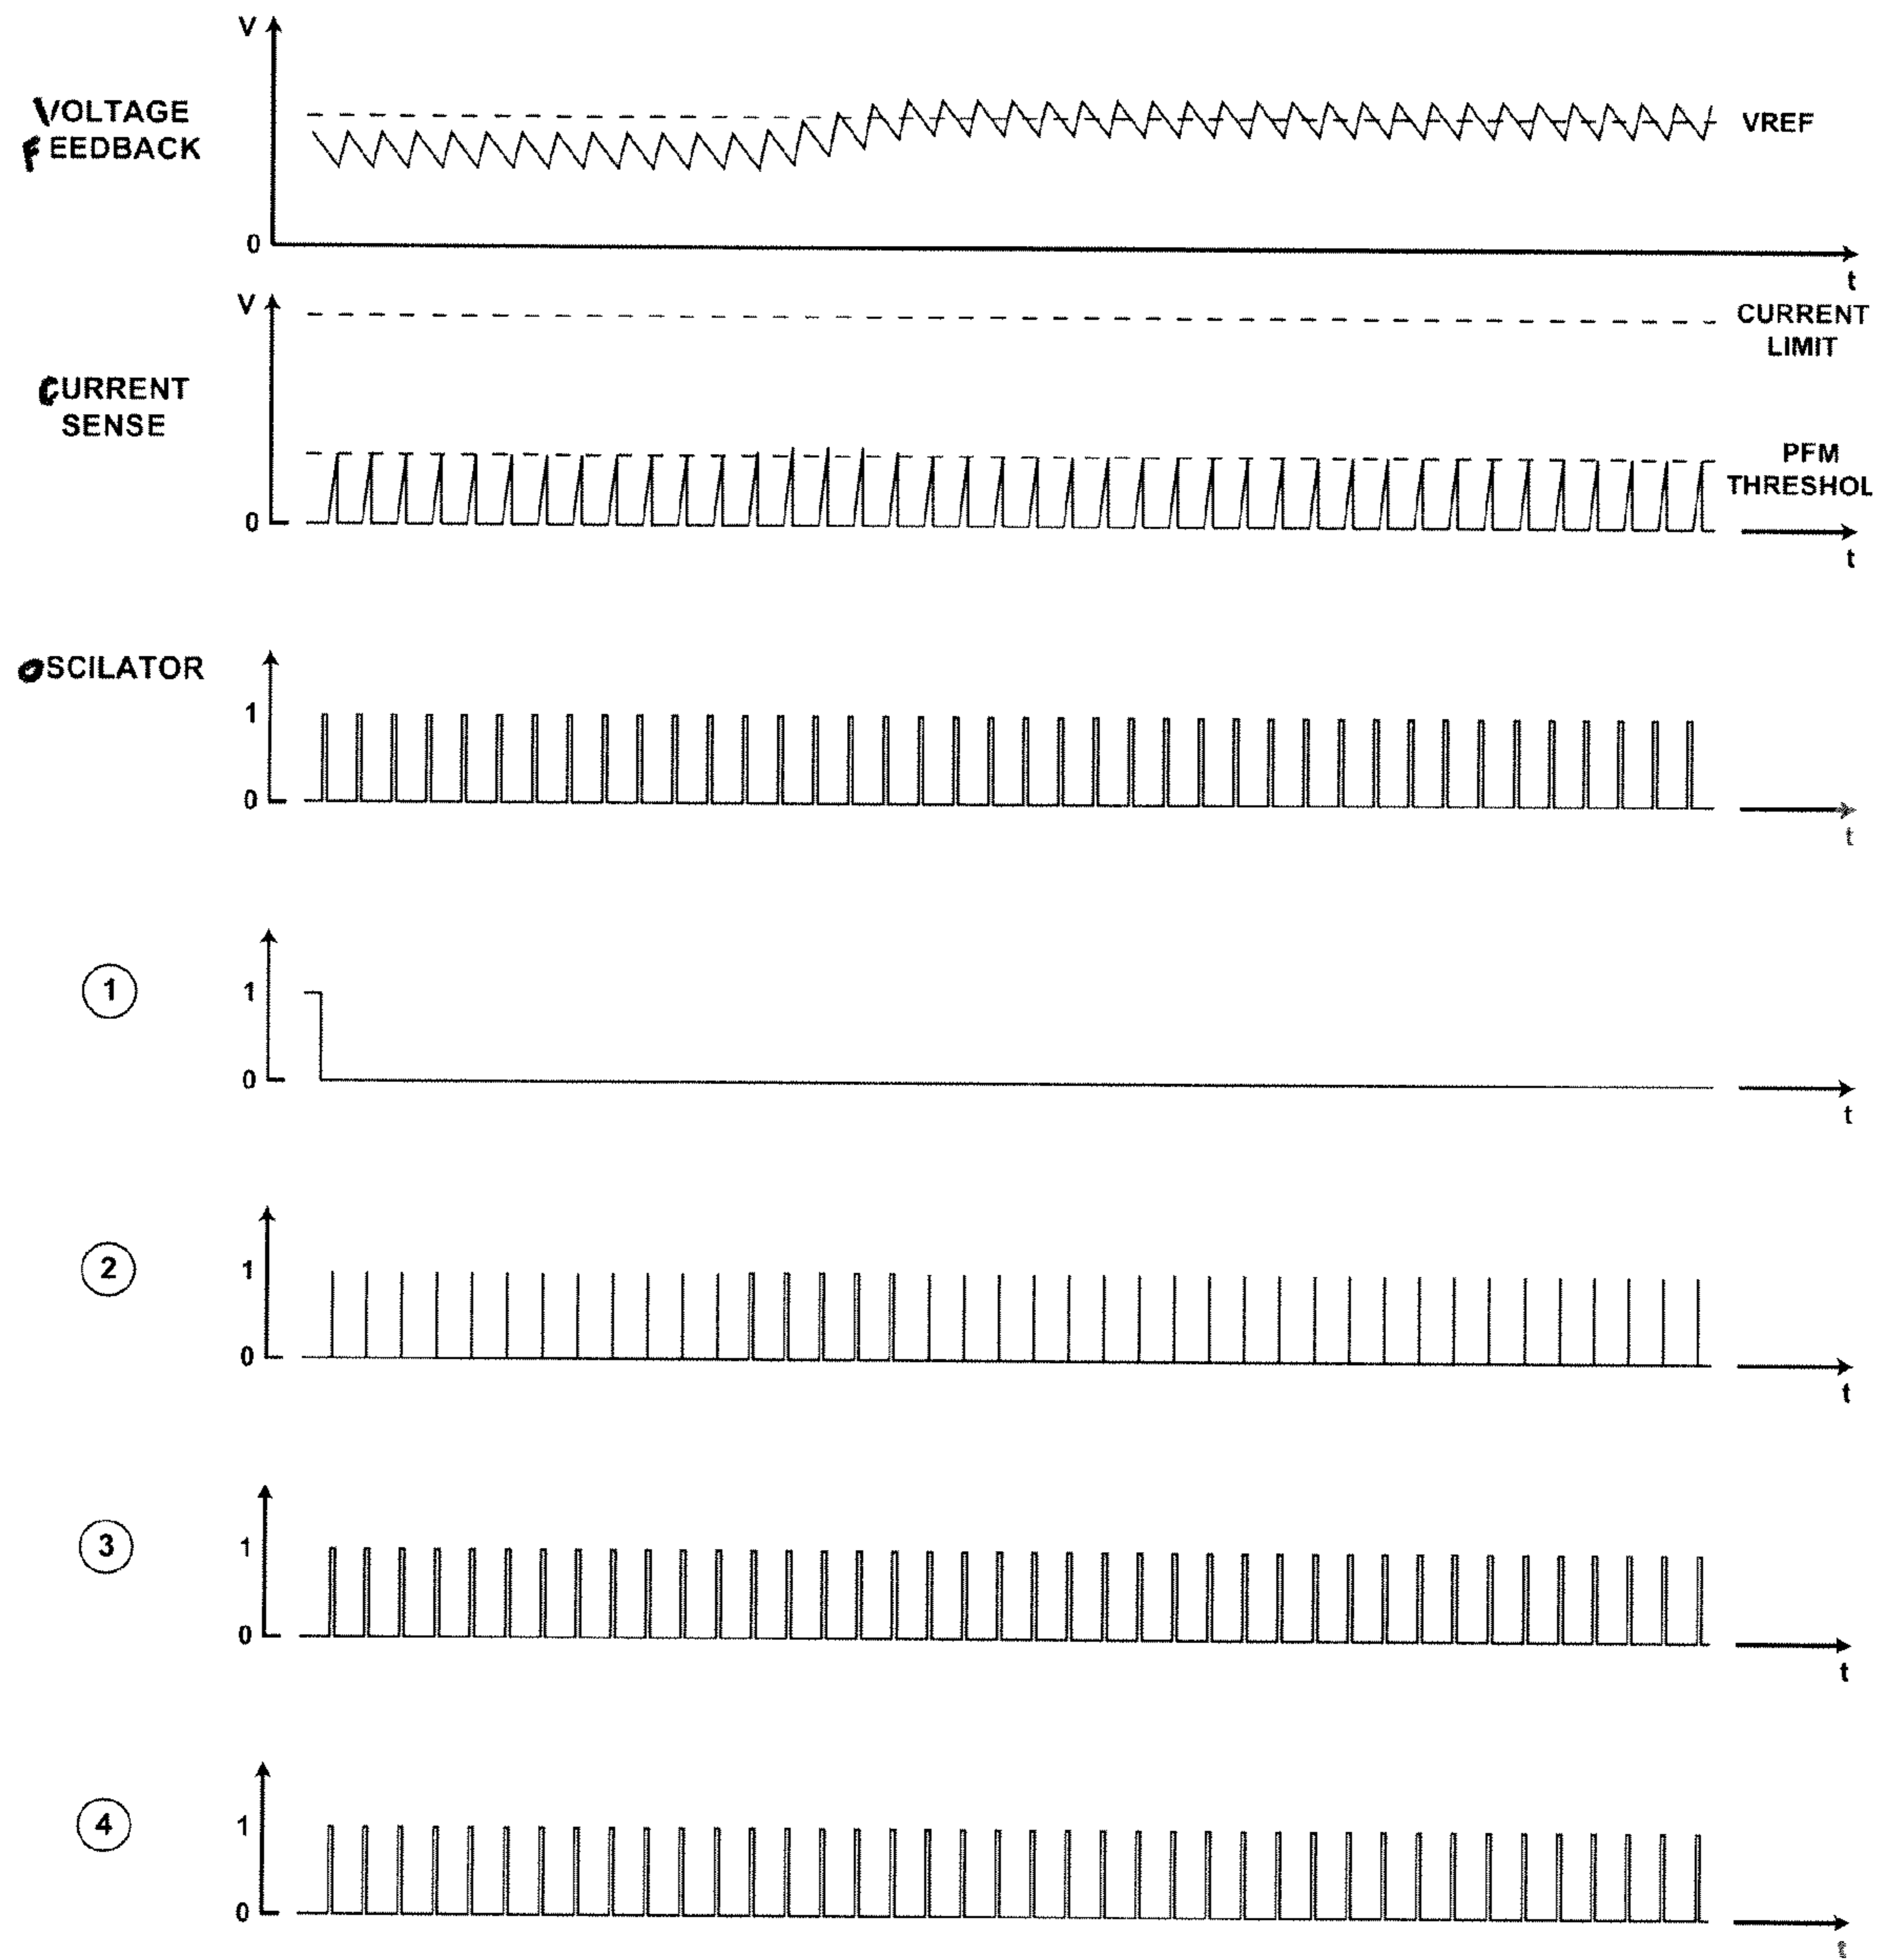 V
VOLTAGE
FEEDBACK
VREF
0
t
V
CURRENT
LIMIT
CURRENT
SENSE
PFM
THRESHOL
0
t
OSCILATOR
1
0
t
1
1
0
t
2
1
0
t
3
1
0
t
4
1
0
t